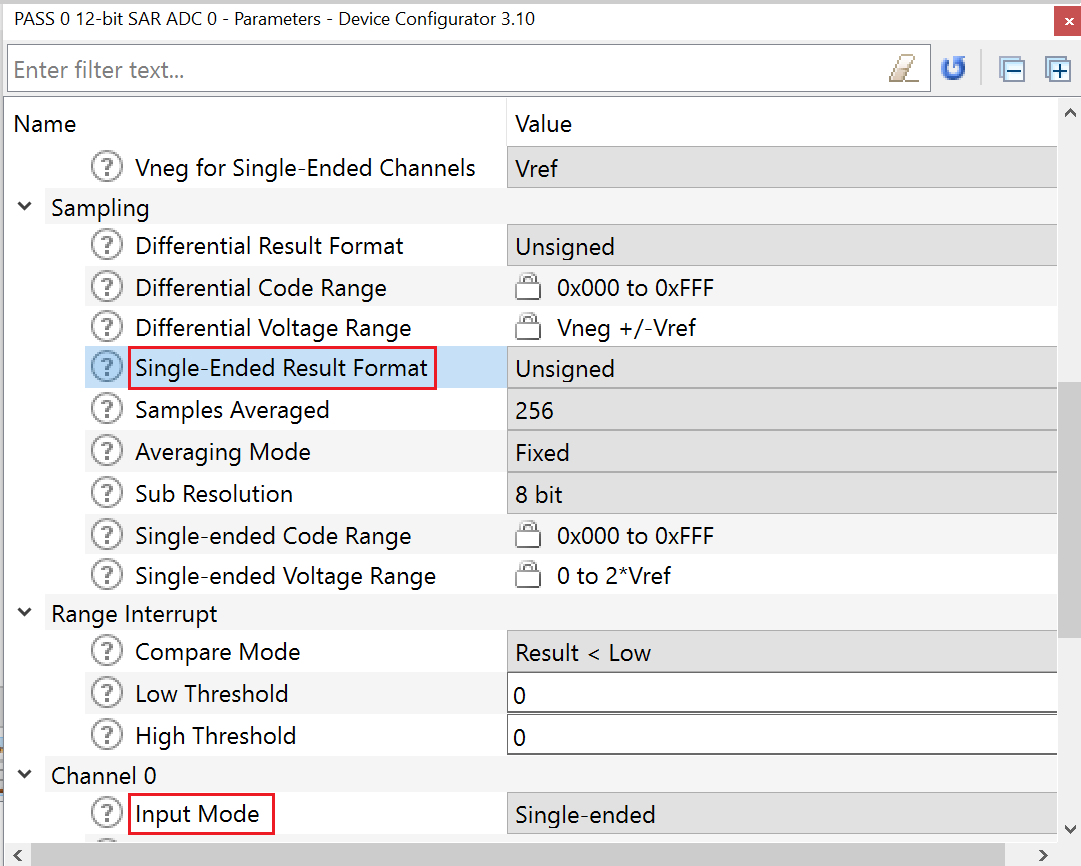 PASS 0 12-bit SAR ADC 0 - Parameters - Device Configurator 3.10
Enter filter text...
Name Value
Vneg for Single-Ended Channels Vref
Sampling
Differential Result Format Unsigned
Differential Code Range 0x000 to 0xFFF
Differential Voltage Range Vneg +/-Vref
Single-Ended Result Format Unsigned
Samples Averaged 256
Averaging Mode Fixed
Sub Resolution 8 bit
Single-ended Code Range 0x000 to 0xFFF
Single-ended Voltage Range 0 to 2*Vref
Range Interrupt
Compare Mode Result < Low
Low Threshold 0
High Threshold 0
Channel 0
Input Mode Single-ended